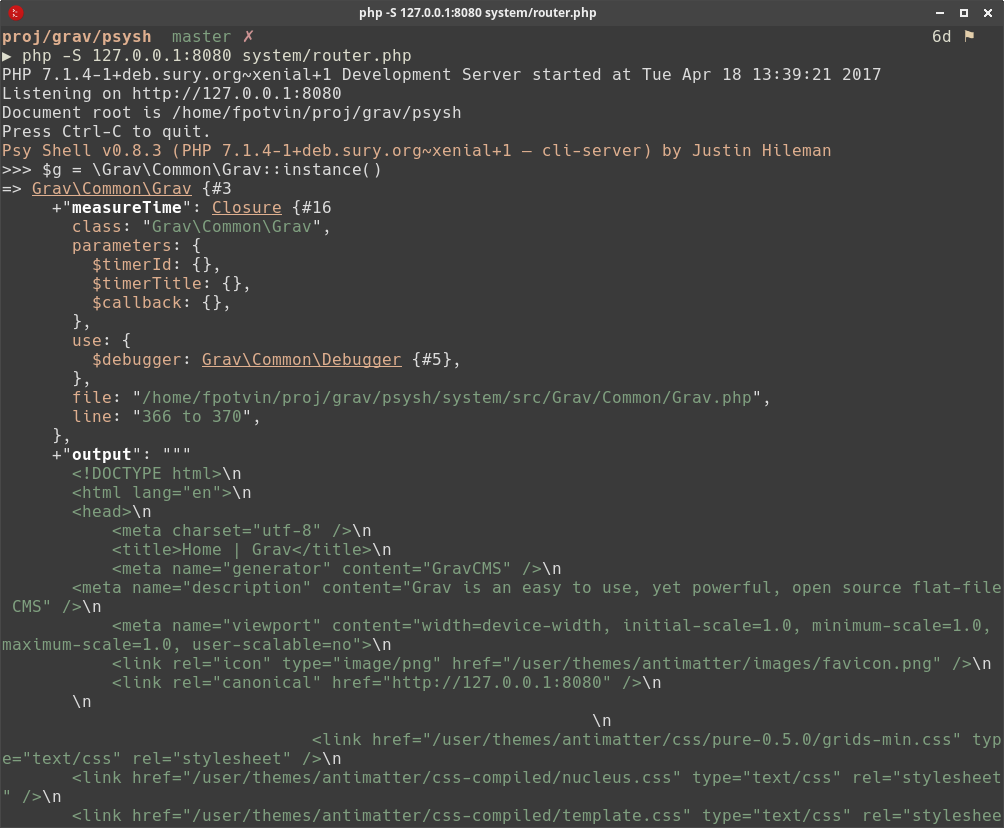 php -S 127.0.0.1:8080 system/router.php
proj/grav/psysh master ✗ 6d ⚑
▶ php -S 127.0.0.1:8080 system/router.php
PHP 7.1.4-1+deb.sury.org~xenial+1 Development Server started at Tue Apr 18 13:39:21 2017
Listening on http://127.0.0.1:8080
Document root is /home/fpotvin/proj/grav/psysh
Press Ctrl-C to quit.
Psy Shell v0.8.3 (PHP 7.1.4-1+deb.sury.org~xenial+1 — cli-server) by Justin Hileman
>>> $g = \Grav\Common\Grav::instance()
=> Grav\Common\Grav {#3
     +"measureTime": Closure {#16
       class: "Grav\Common\Grav",
       parameters: {
         $timerId: {},
         $timerTitle: {},
         $callback: {},
       },
       use: {
         $debugger: Grav\Common\Debugger {#5},
       },
       file: "/home/fpotvin/proj/grav/psysh/system/src/Grav/Common/Grav.php",
       line: "366 to 370",
     },
     +"output": """
       <!DOCTYPE html>\n
       <html lang="en">\n
       <head>\n
           <meta charset="utf-8" />\n
           <title>Home | Grav</title>\n
           <meta name="generator" content="GravCMS" />\n
       <meta name="description" content="Grav is an easy to use, yet powerful, open source flat-file
 CMS" />\n
           <meta name="viewport" content="width=device-width, initial-scale=1.0, minimum-scale=1.0,
maximum-scale=1.0, user-scalable=no">\n
           <link rel="icon" type="image/png" href="/user/themes/antimatter/images/favicon.png" />\n
           <link rel="canonical" href="http://127.0.0.1:8080" />\n
       \n
                                                           \n
                               <link href="/user/themes/antimatter/css/pure-0.5.0/grids-min.css" typ
e="text/css" rel="stylesheet" />\n
       <link href="/user/themes/antimatter/css-compiled/nucleus.css" type="text/css" rel="stylesheet
" />\n
       <link href="/user/themes/antimatter/css-compiled/template.css" type="text/css" rel="styleshee